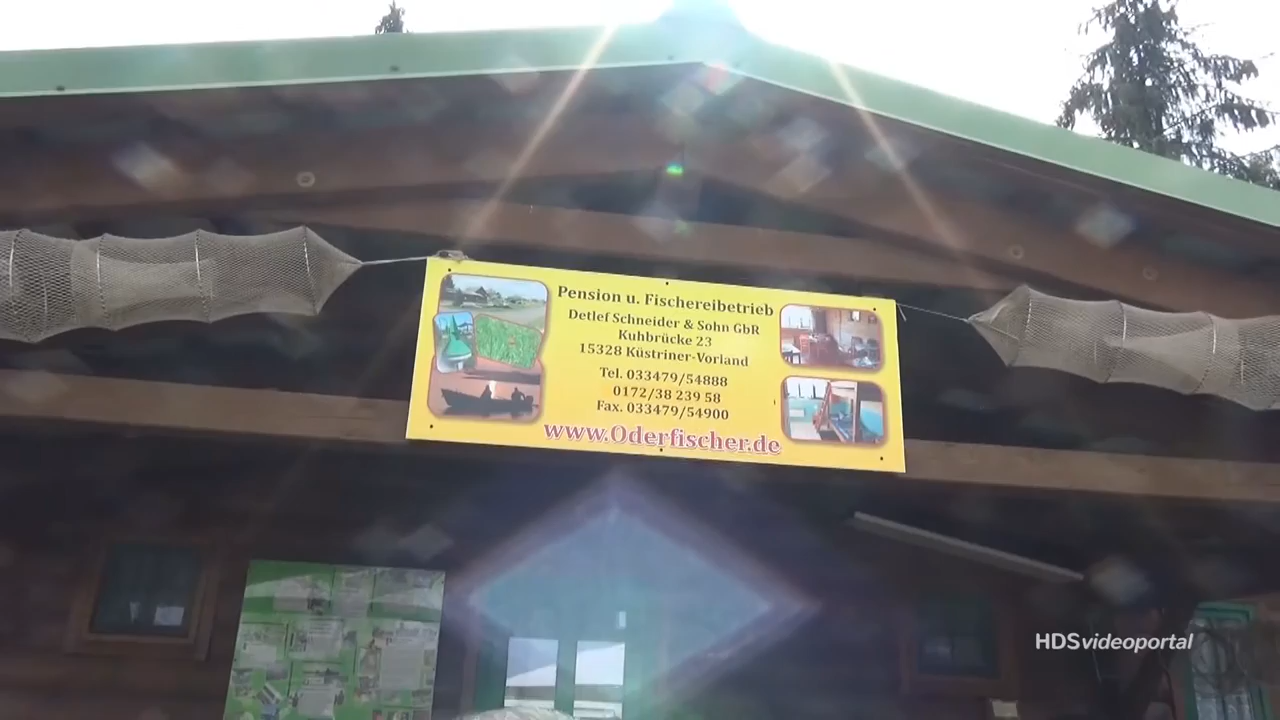 Pension u. Fischereibetrieb
Detlef Schneider & Sohn GbR
Kuhbrücke 23
15328 Küstriner-Vorland
Tel. 033479/54888
0172/38 239 58
Fax. 033479/54900
www.Oderfischer.de
HDSvideoportal